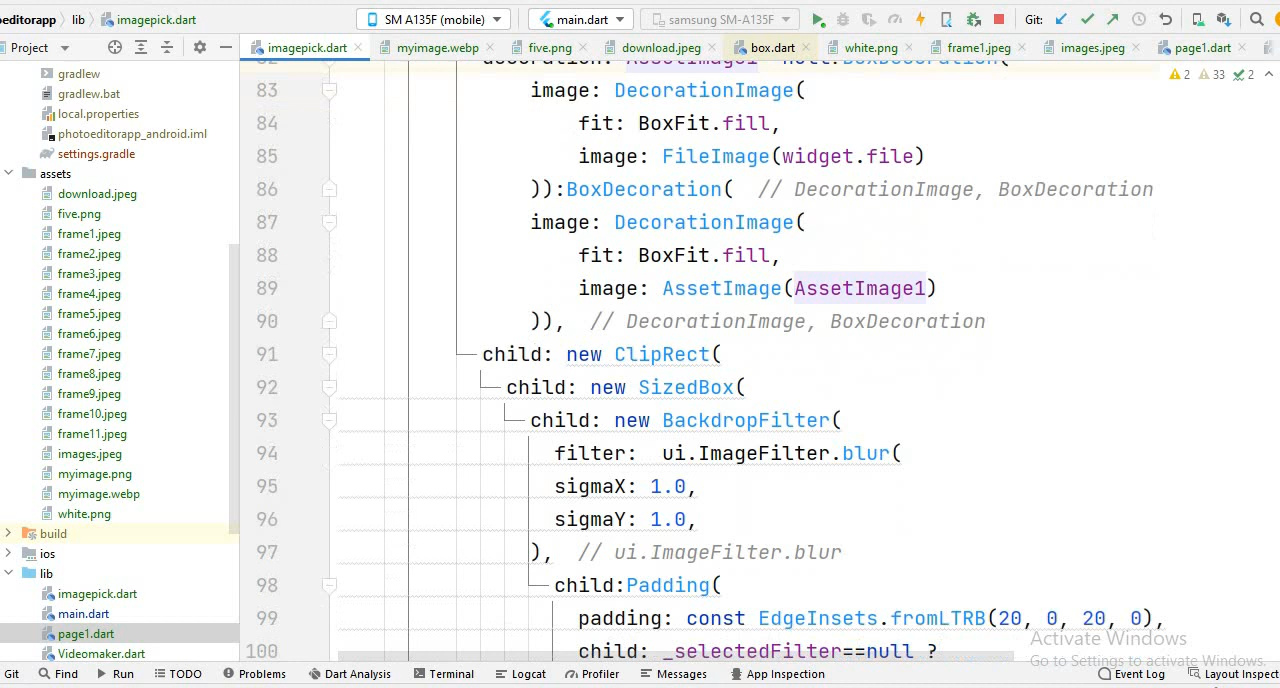 oeditorapp lib imagepick.dart SM A135F (mobile) main.dart samsung SM-A135F Git:
Project imagepick.dart myimage.webp five.png download.jpeg box.dart white.png frame1.jpeg images.jpeg page1.dart
2 33 2
gradlew
gradlew.bat
local.properties
photoeditorapp_android.iml
settings.gradle
assets
download.jpeg
five.png
frame1.jpeg
frame2.jpeg
frame3.jpeg
frame4.jpeg
frame5.jpeg
frame6.jpeg
frame7.jpeg
frame8.jpeg
frame9.jpeg
frame10.jpeg
frame11.jpeg
images.jpeg
myimage.png
myimage.webp
white.png
build
ios
lib
imagepick.dart
main.dart
page1.dart
Videomaker.dart
82 decoration: AssetImage1==null?BoxDecoration(
83 image: DecorationImage(
84 fit: BoxFit.fill,
85 image: FileImage(widget.file)
86 )):BoxDecoration( // DecorationImage, BoxDecoration
87 image: DecorationImage(
88 fit: BoxFit.fill,
89 image: AssetImage(AssetImage1)
90 )), // DecorationImage, BoxDecoration
91 child: new ClipRect(
92 child: new SizedBox(
93 child: new BackdropFilter(
94 filter: ui.ImageFilter.blur(
95 sigmaX: 1.0,
96 sigmaY: 1.0,
97 ), // ui.ImageFilter.blur
98 child:Padding(
99 padding: const EdgeInsets.fromLTRB(20, 0, 20, 0),
100 child: _selectedFilter==null ?
Activate Windows
Go to Settings to activate Windows.
Git Find Run TODO Problems Dart Analysis Terminal Logcat Profiler Messages App Inspection Event Log Layout Inspect